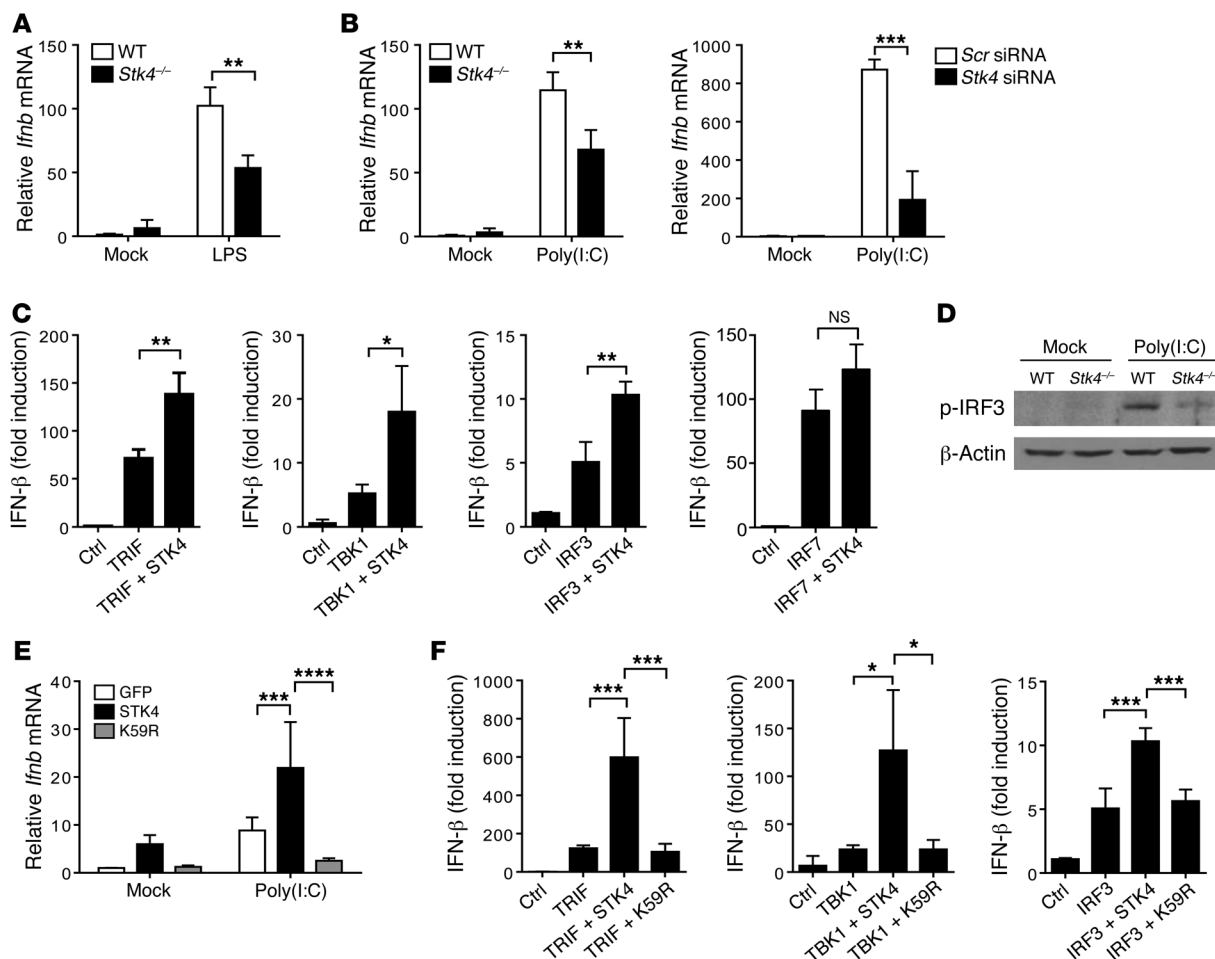 A
Relative Ifnb mRNA
150
100
50
0
WT
Stk4–/–
**
Mock
LPS
B
Relative Ifnb mRNA
150
100
50
0
WT
Stk4–/–
**
Mock
Poly(I:C)
Relative Ifnb mRNA
1000
800
600
400
200
0
***
Scr siRNA
Stk4 siRNA
Mock
Poly(I:C)
C
IFN-β (fold induction)
200
150
100
50
0
**
Ctrl
TRIF
TRIF + STK4
IFN-β (fold induction)
30
20
10
0
*
Ctrl
TBK1
TBK1 + STK4
IFN-β (fold induction)
15
10
5
0
**
Ctrl
IRF3
IRF3 + STK4
IFN-β (fold induction)
150
100
50
0
NS
Ctrl
IRF7
IRF7 + STK4
D
Mock Poly(I:C)
WT Stk4–/– WT Stk4–/–
p-IRF3
β-Actin
E
Relative Ifnb mRNA
40
30
20
10
0
GFP
STK4
K59R
***
****
Mock
Poly(I:C)
F
IFN-β (fold induction)
1000
800
600
400
200
0
***
***
Ctrl
TRIF
TRIF + STK4
TRIF + K59R
IFN-β (fold induction)
200
150
100
50
0
*
*
Ctrl
TBK1
TBK1 + STK4
TBK1 + K59R
IFN-β (fold induction)
15
10
5
0
***
***
Ctrl
IRF3
IRF3 + STK4
IRF3 + K59R